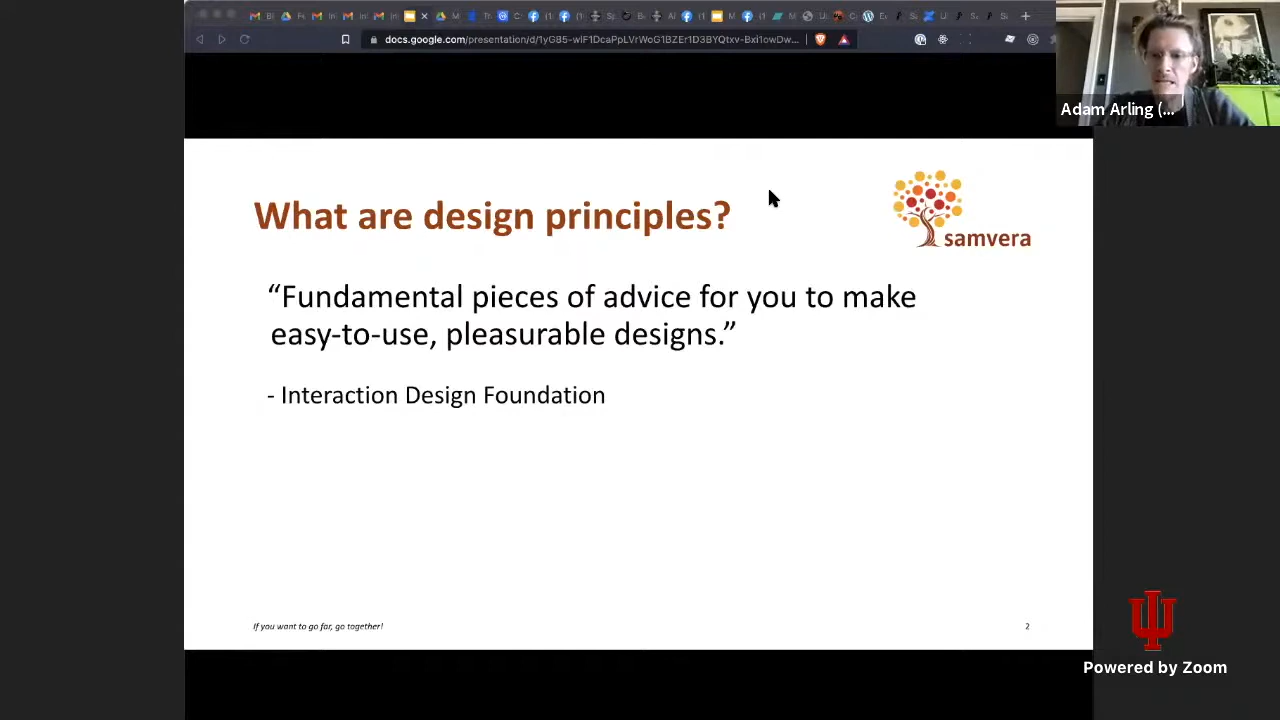 docs.google.com/presentation/d/1yG85-wIF1DcaPpLVrWoG1BZEr1D3BYQtxv-Bxi1owDw...
Adam Arling (...
What are design principles?
samvera
“Fundamental pieces of advice for you to make
easy-to-use, pleasurable designs.”
- Interaction Design Foundation
If you want to go far, go together!
2
Powered by Zoom